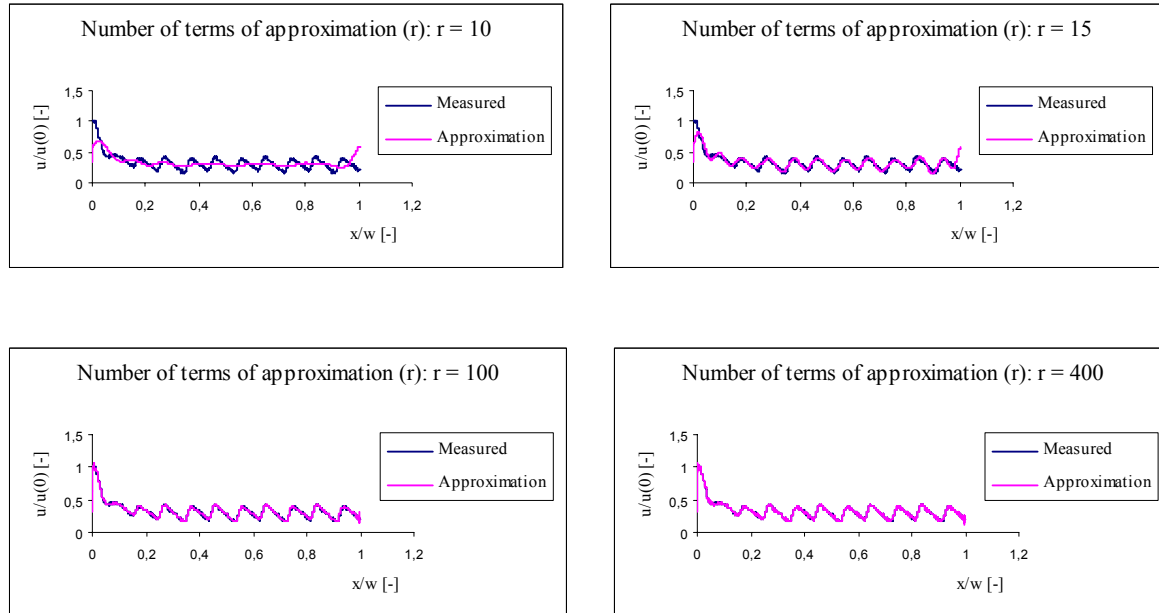 Number of terms of approximation (r): r = 10
1,5
1
0,5
0
u/u(0) [-]
0 0,2 0,4 0,6 0,8 1 1,2
x/w [-]
Measured
Approximation
Number of terms of approximation (r): r = 15
1,5
1
0,5
0
u/u(0) [-]
0 0,2 0,4 0,6 0,8 1 1,2
x/w [-]
Measured
Approximation
Number of terms of approximation (r): r = 100
1,5
1
0,5
0
u/u(0) [-]
0 0,2 0,4 0,6 0,8 1 1,2
x/w [-]
Measured
Approximation
Number of terms of approximation (r): r = 400
1,5
1
0,5
0
u/u(0) [-]
0 0,2 0,4 0,6 0,8 1 1,2
x/w [-]
Measured
Approximation